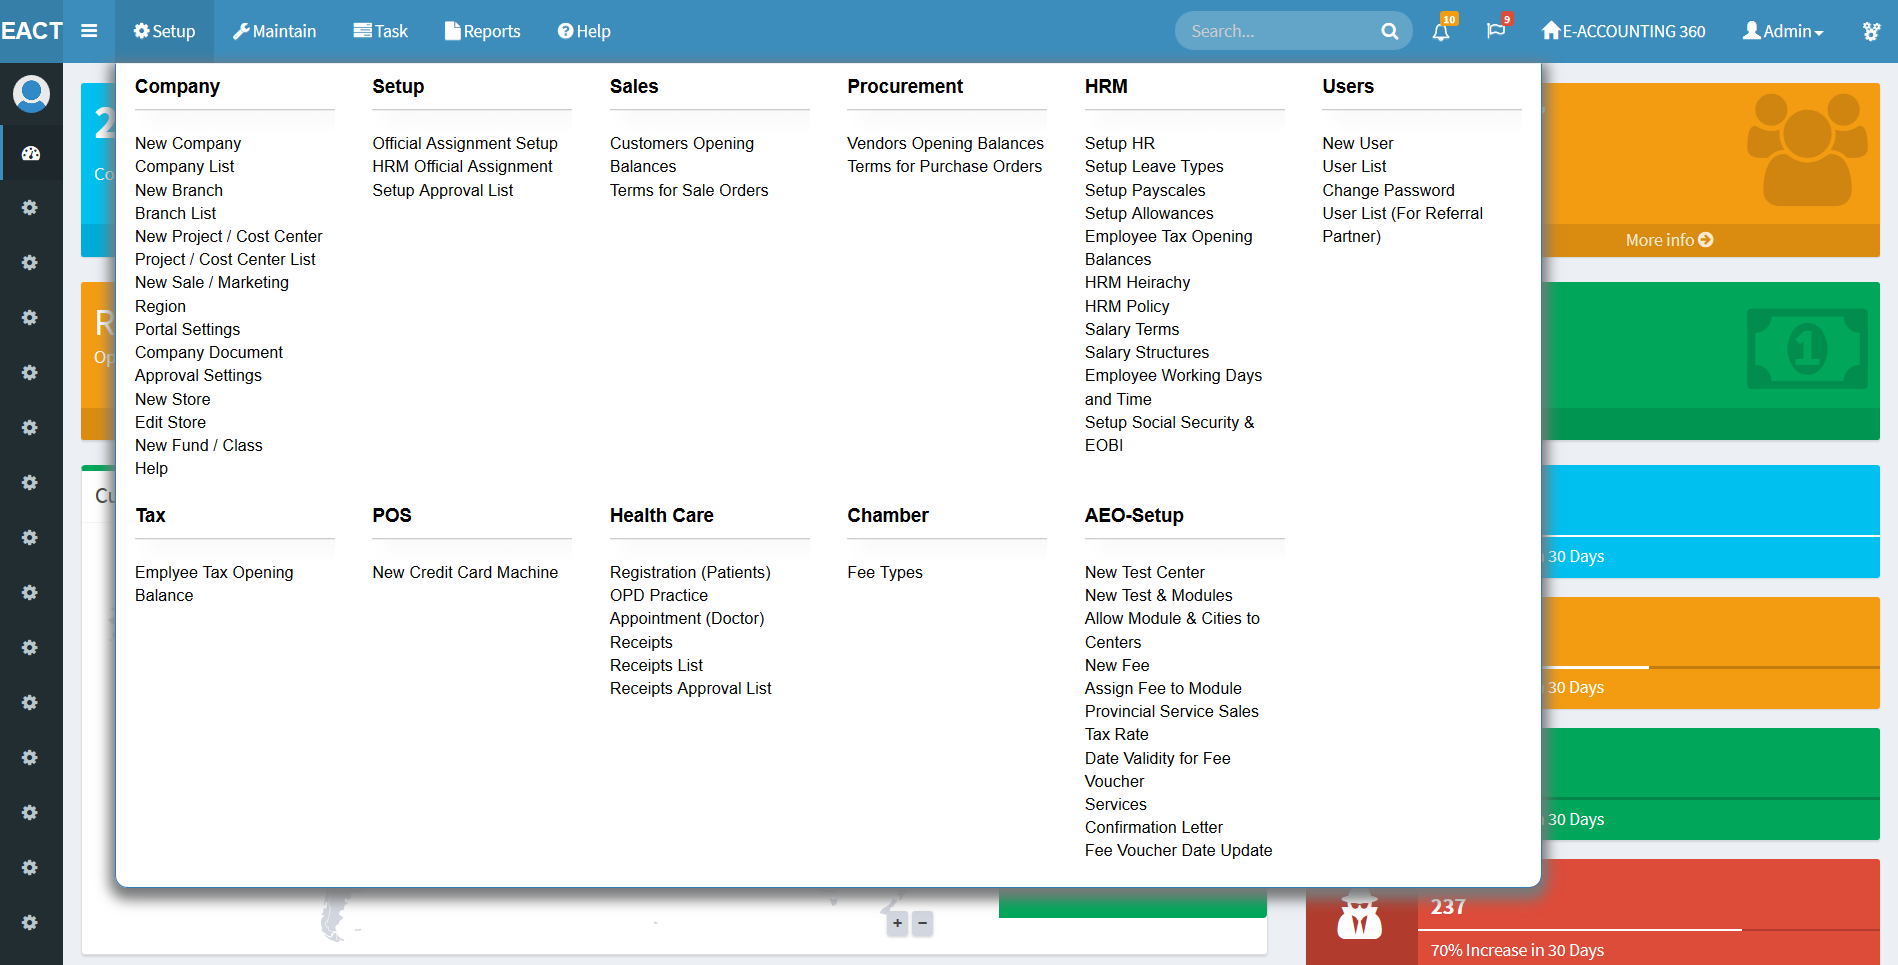 EACT
Setup
Maintain
Task
Reports
Help
Search...
10
9
E-ACCOUNTING 360
Admin
Company
New Company
Company List
New Branch
Branch List
New Project / Cost Center
Project / Cost Center List
New Sale / Marketing
Region
Portal Settings
Company Document
Approval Settings
New Store
Edit Store
New Fund / Class
Help
Setup
Official Assignment Setup
HRM Official Assignment
Setup Approval List
Sales
Customers Opening
Balances
Terms for Sale Orders
Procurement
Vendors Opening Balances
Terms for Purchase Orders
HRM
Setup HR
Setup Leave Types
Setup Payscales
Setup Allowances
Employee Tax Opening
Balances
HRM Heirachy
HRM Policy
Salary Terms
Salary Structures
Employee Working Days
and Time
Setup Social Security &
EOBI
Users
New User
User List
Change Password
User List (For Referral
Partner)
Tax
Emplyee Tax Opening
Balance
POS
New Credit Card Machine
Health Care
Registration (Patients)
OPD Practice
Appointment (Doctor)
Receipts
Receipts List
Receipts Approval List
Chamber
Fee Types
AEO-Setup
New Test Center
New Test & Modules
Allow Module & Cities to
Centers
New Fee
Assign Fee to Module
Provincial Service Sales
Tax Rate
Date Validity for Fee
Voucher
Services
Confirmation Letter
Fee Voucher Date Update
2
Co
R
Op
Cu
More info
1
30 Days
30 Days
30 Days
237
70% Increase in 30 Days
+
−